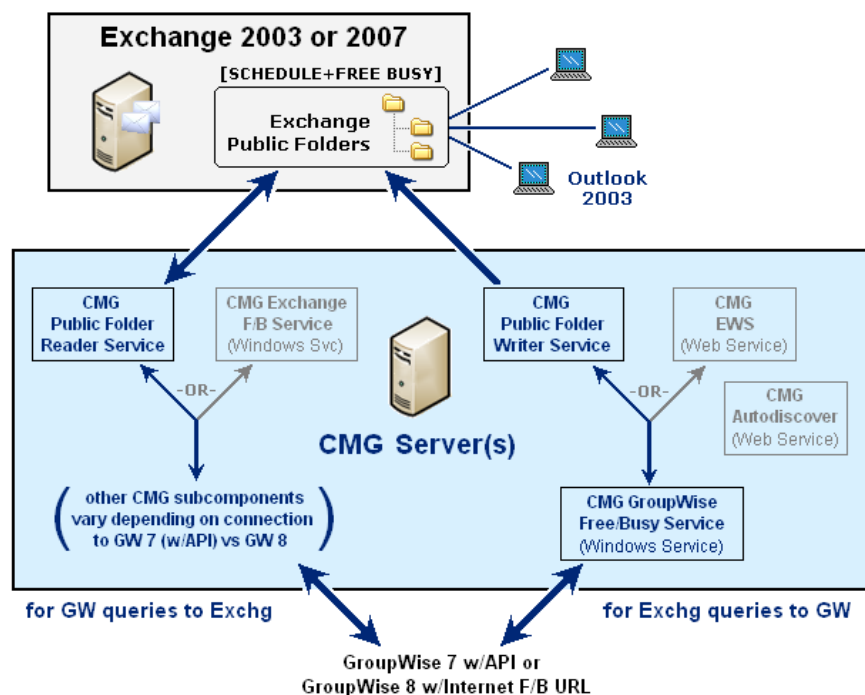 Exchange 2003 or 2007
[SCHEDULE+FREE BUSY]
Exchange
Public Folders
Outlook
2003
CMG
Public Folder
Reader Service
CMG Exchange
F/B Service
(Windows Svc)
CMG
Public Folder
Writer Service
CMG
EWS
(Web Service)
-OR-
-OR-
CMG
Autodiscover
(Web Service)
CMG Server(s)
(other CMG subcomponents
vary depending on connection
to GW 7 (w/API) vs GW 8)
CMG GroupWise
Free/Busy Service
(Windows Service)
for GW queries to Exchg
for Exchg queries to GW
GroupWise 7 w/API or
GroupWise 8 w/Internet F/B URL